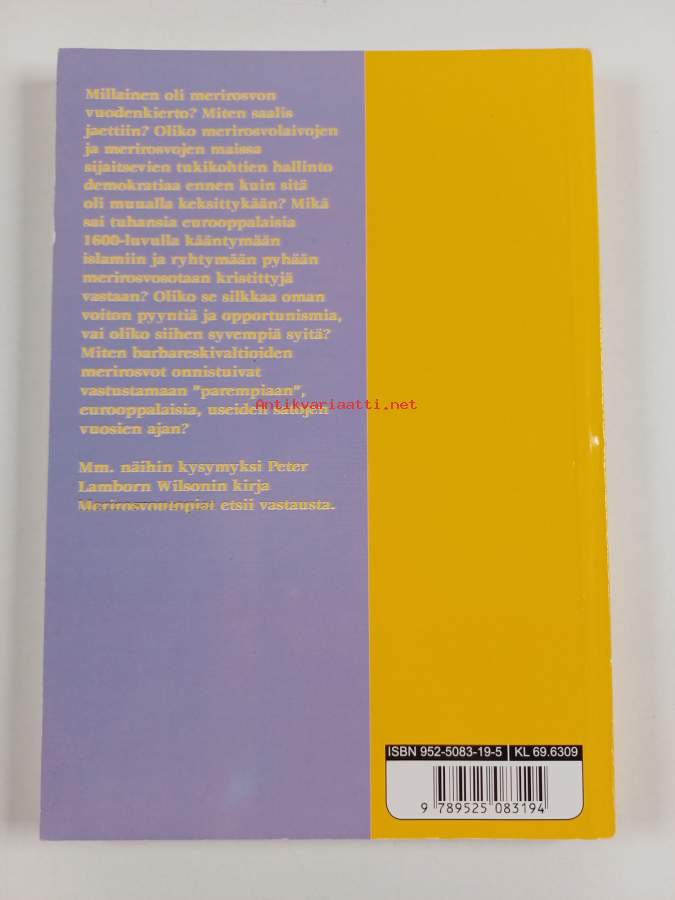 Millainen oli merirosvon
vuodenkierto? Miten saalis
jaettiin? Oliko merirosvolaivojen
ja merirosvojen maissa
sijaitsevien tukikohtien hallinto
demokratiaa ennen kuin sitä
oli muualla keksittykään? Mikä
sai tuhansia eurooppalaisia
1600-luvulla kääntymään
islamiin ja ryhtymään pyhään
merirosvosotaan kristittyjä
vastaan? Oliko se silkkaa oman
voiton pyyntiä ja opportunismia,
vai oliko siihen syvempiä syitä?
Miten barbareskivaltioiden
merirosvot onnistuivat
vastustamaan "parempiaan",
eurooppalaisia, useiden satojen
vuosien ajan?
Mm. näihin kysymyksi Peter
Lamborn Wilsonin kirja
Merirosvoutopiat etsii vastausta.
Antikvariaatti.net
ISBN 952-5083-19-5 KL 69.6309
9 789525 083194